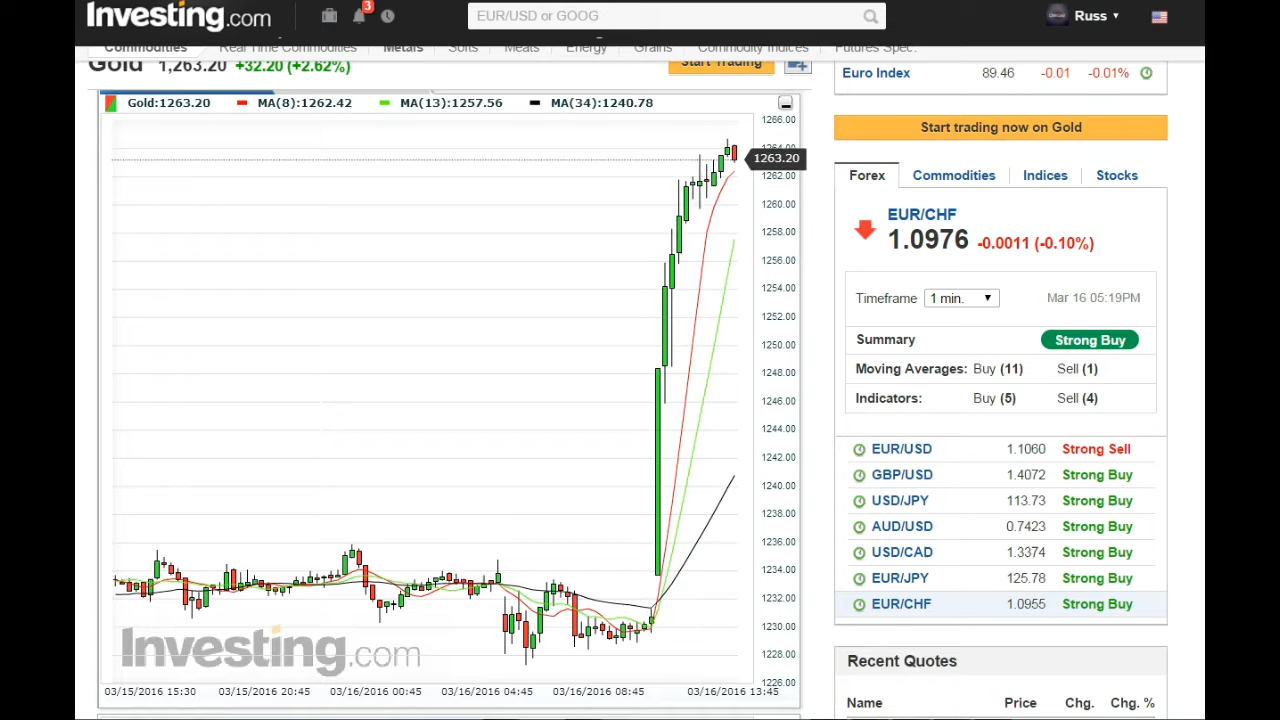 Investing.com
3
EUR/USD or GOOG
Russ
Commodities Real Time Commodities Metals Softs Meats Energy Grains Commodity Indices Futures Spec.
Gold 1,263.20 +32.20 (+2.62%)
Start Trading
Euro Index 89.46 -0.01 -0.01%
Gold:1263.20 MA(8):1262.42 MA(13):1257.56 MA(34):1240.78
Start trading now on Gold
1266.00
1264.00
1263.20
1262.00
1260.00
1258.00
1256.00
1254.00
1252.00
1250.00
1248.00
1246.00
1244.00
1242.00
1240.00
1238.00
1236.00
1234.00
1232.00
1230.00
1228.00
1226.00
Investing.com
03/15/2016 15:30 03/15/2016 20:45 03/16/2016 00:45 03/16/2016 04:45 03/16/2016 08:45 03/16/2016 13:45
Forex Commodities Indices Stocks
EUR/CHF
1.0976 -0.0011 (-0.10%)
Timeframe 1 min. Mar 16 05:19PM
Summary Strong Buy
Moving Averages: Buy (11) Sell (1)
Indicators: Buy (5) Sell (4)
EUR/USD 1.1060 Strong Sell
GBP/USD 1.4072 Strong Buy
USD/JPY 113.73 Strong Buy
AUD/USD 0.7423 Strong Buy
USD/CAD 1.3374 Strong Buy
EUR/JPY 125.78 Strong Buy
EUR/CHF 1.0955 Strong Buy
Recent Quotes
Name Price Chg. Chg. %